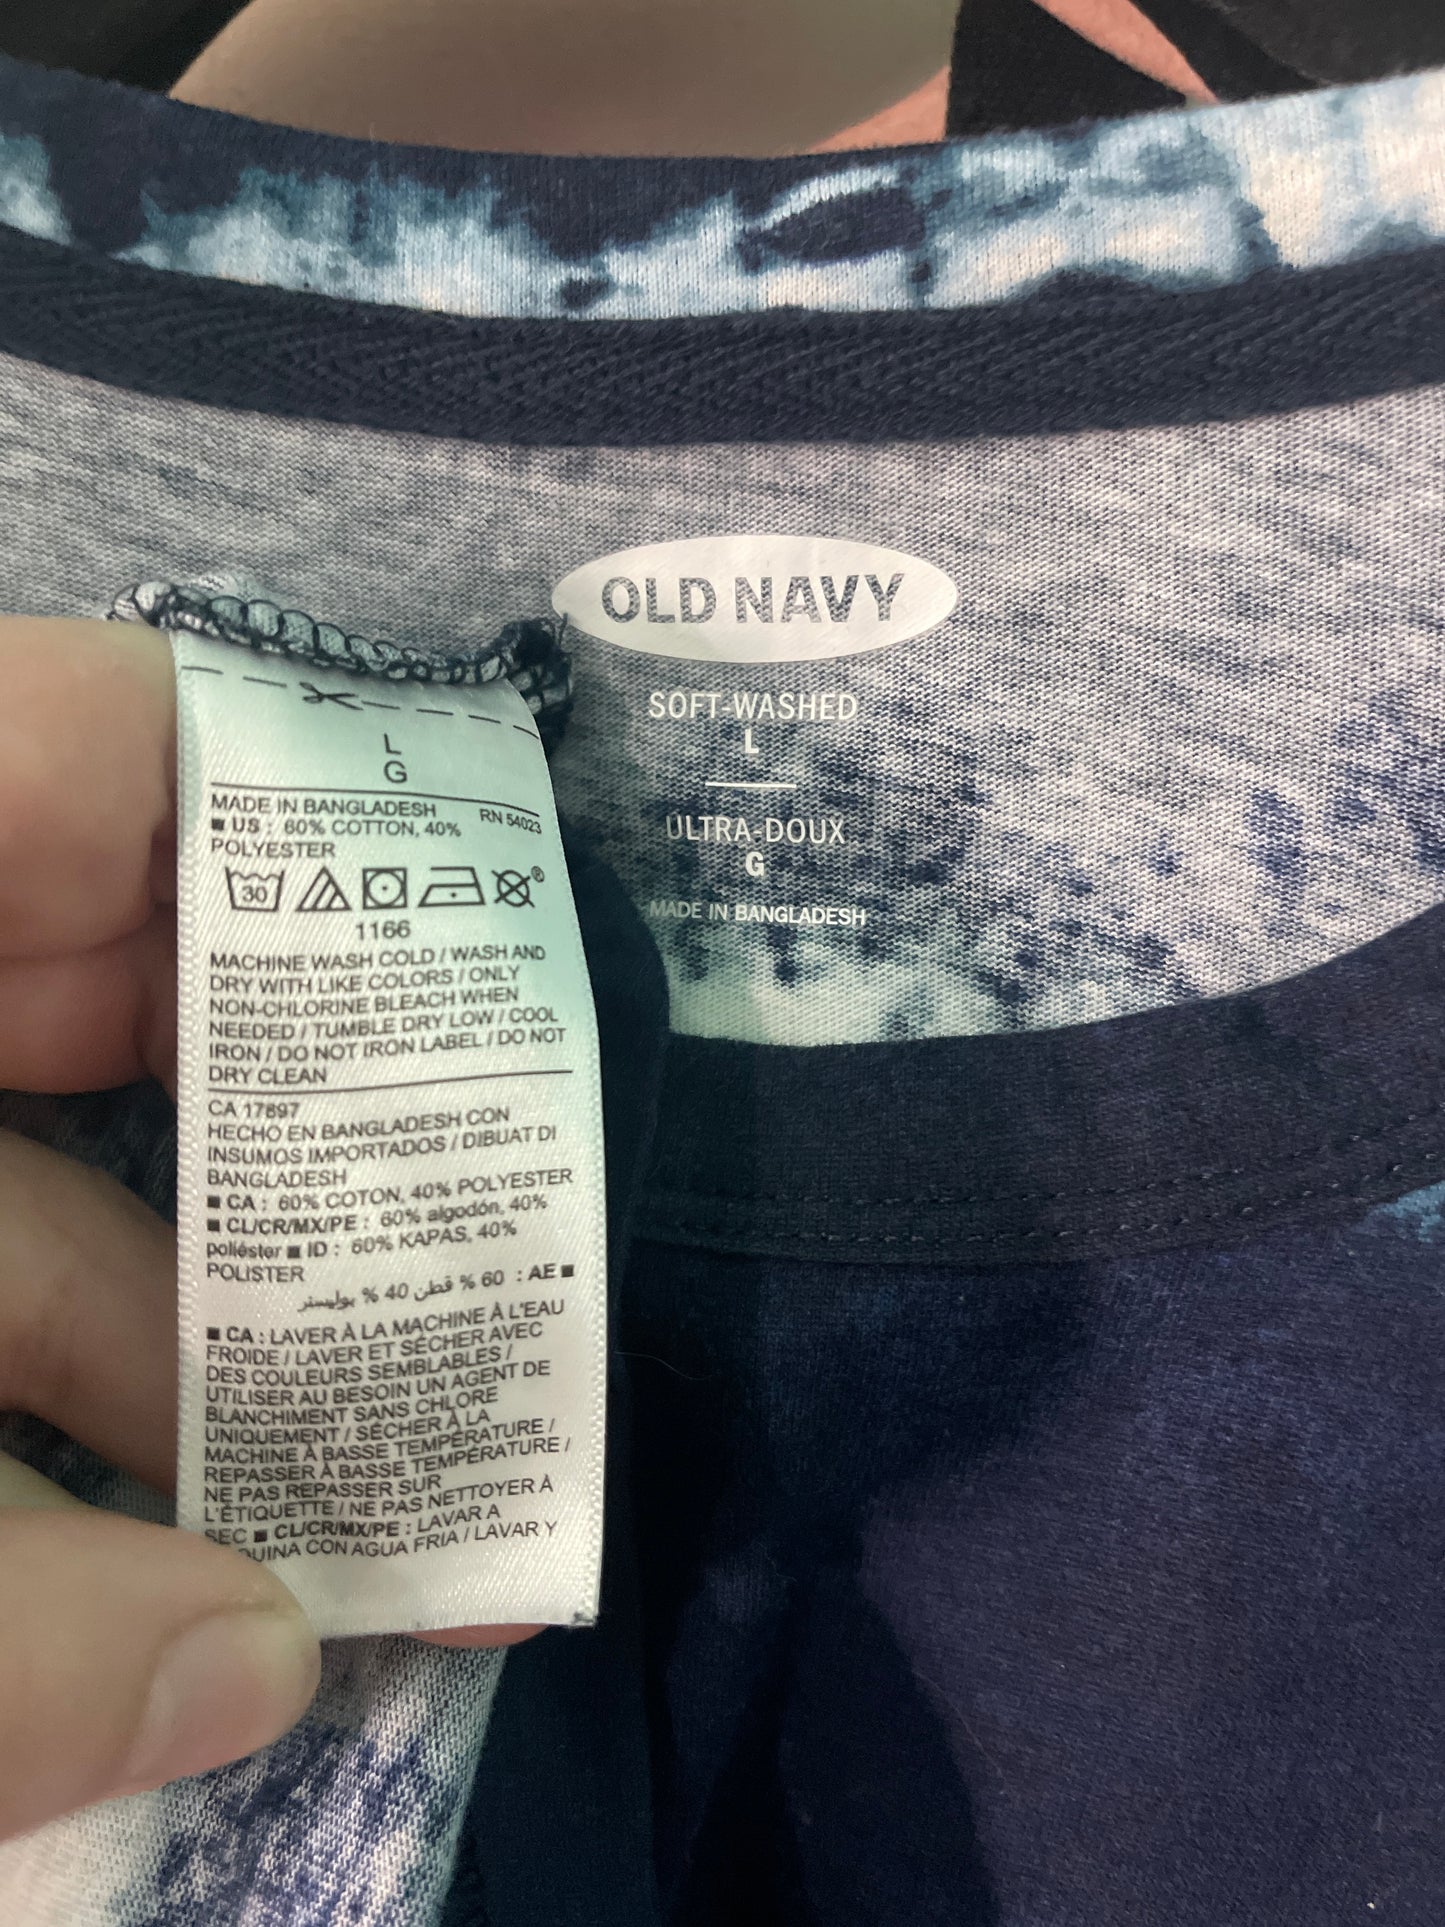 OLD NAVY
SOFT-WASHED
L
ULTRA-DOUX
G
MADE IN BANGLADESH
L
G
MADE IN BANGLADESH RN 54023
■ US : 60% COTTON, 40%
POLYESTER
30
®
1166
MACHINE WASH COLD / WASH AND
DRY WITH LIKE COLORS / ONLY
NON-CHLORINE BLEACH WHEN
NEEDED / TUMBLE DRY LOW / COOL
IRON / DO NOT IRON LABEL / DO NOT
DRY CLEAN
CA 17897
HECHO EN BANGLADESH CON
INSUMOS IMPORTADOS / DIBUAT DI
BANGLADESH
■ CA : 60% COTON, 40% POLYESTER
■ CL/CR/MX/PE : 60% algodón, 40%
poliéster ■ ID : 60% KAPAS, 40%
POLISTER
■ AE : 60 % قطن 40 % بوليستر
■ CA : LAVER À LA MACHINE À L'EAU
FROIDE / LAVER ET SÉCHER AVEC
DES COULEURS SEMBLABLES /
UTILISER AU BESOIN UN AGENT DE
BLANCHIMENT SANS CHLORE
UNIQUEMENT / SÉCHER À LA
MACHINE À BASSE TEMPÉRATURE /
REPASSER À BASSE TEMPÉRATURE /
NE PAS REPASSER SUR
L'ÉTIQUETTE / NE PAS NETTOYER À
SEC ■ CL/CR/MX/PE : LAVAR A
QUINA CON AGUA FRIA / LAVAR Y